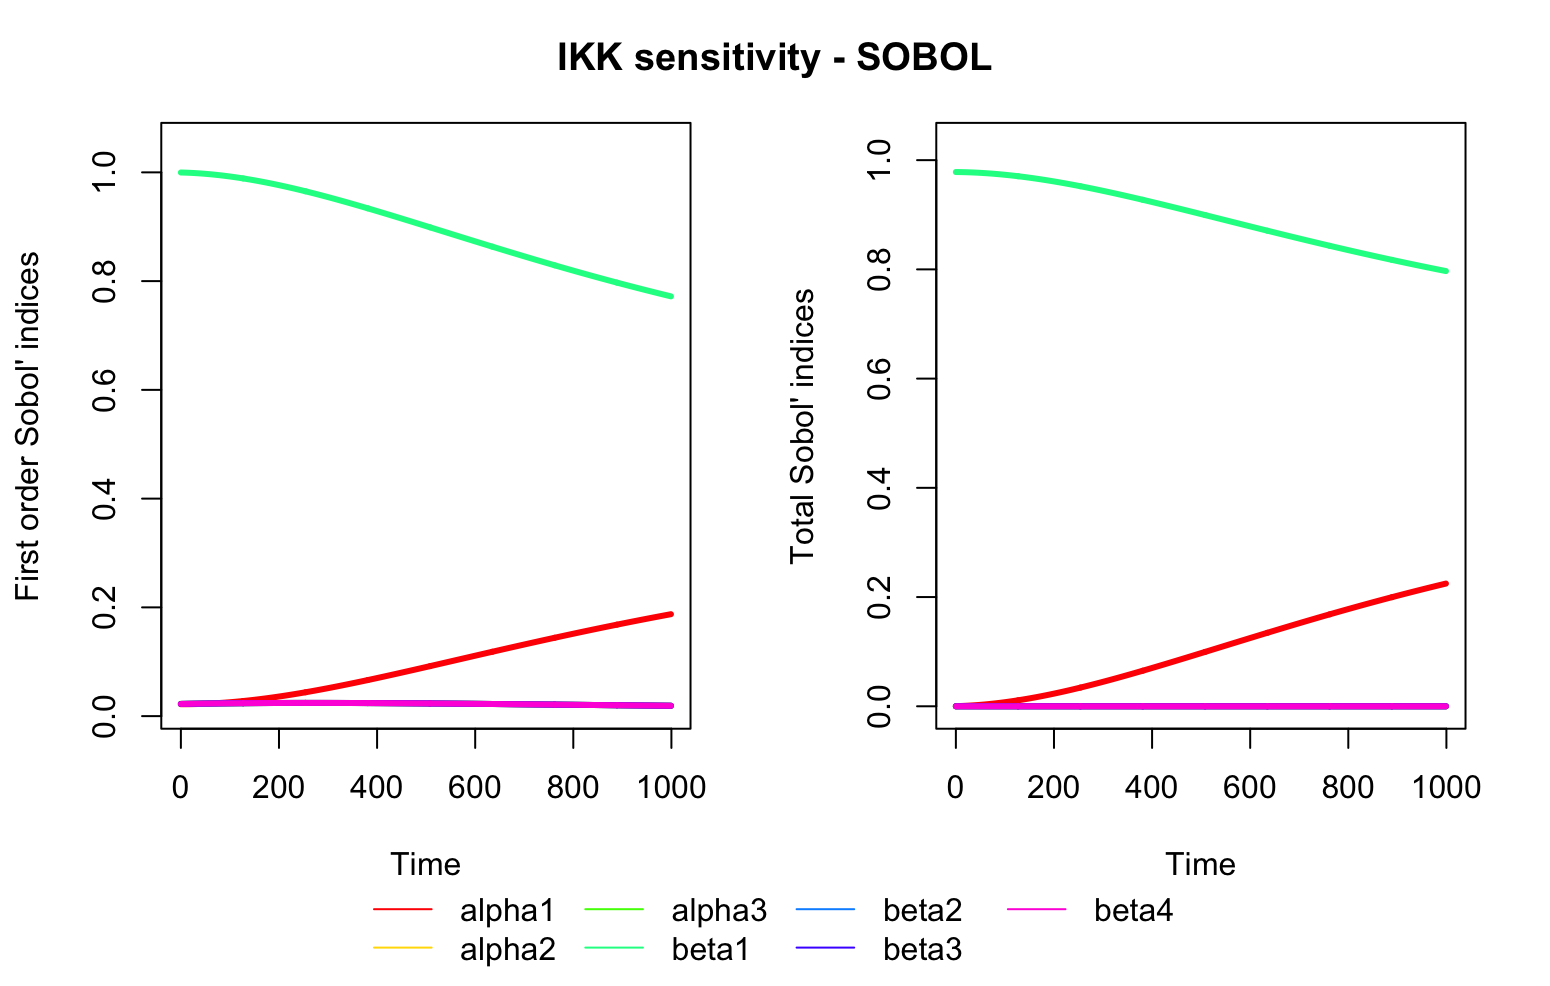 IKK sensitivity - SOBOL
First order Sobol' indices
1.0
0.8
0.6
0.4
0.2
0.0
0 200 400 600 800 1000
Time
Total Sobol' indices
1.0
0.8
0.6
0.4
0.2
0.0
0 200 400 600 800 1000
Time
alpha1 alpha3 beta2 beta4
alpha2 beta1 beta3